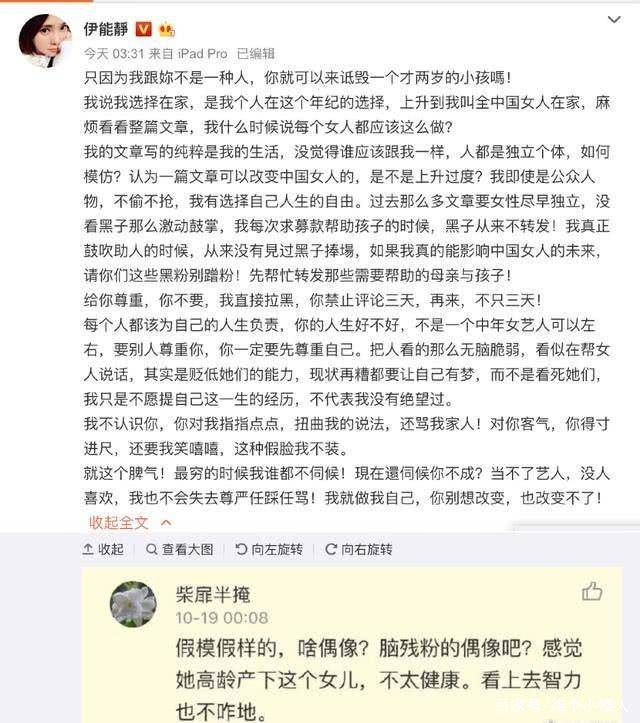 伊能靜
今天 03:31 来自 iPad Pro 已编辑
只因为我跟妳不是一种人，你就可以来诋毁一个才两岁的小孩嗎！
我说我选择在家，是我个人在这个年纪的选择，上升到我叫全中国女人在家，麻
烦看看整篇文章，我什么时候说每个女人都应该这么做？
我的文章写的纯粹是我的生活，没觉得谁应该跟我一样，人都是独立个体，如何
模仿？认为一篇文章可以改变中国女人的，是不是上升过度？我即使是公众人
物，不偷不抢，我有选择自己人生的自由。过去那么多文章要女性尽早独立，没
看黑子那么激动鼓掌，我每次求募款帮助孩子的时候，黑子从来不转发！我真正
鼓吹助人的时候，从来没有見過黑子捧場，如果我真的能影响中国女人的未来，
请你们这些黑粉别蹭粉！先帮忙转发那些需要帮助的母亲与孩子！
给你尊重，你不要，我直接拉黑，你禁止评论三天，再来，不只三天！
每个人都该为自己的人生负责，你的人生好不好，不是一个中年女艺人可以左
右，要别人尊重你，你一定要先尊重自己。把人看的那么无脑脆弱，看似在帮女
人说话，其实是贬低她们的能力，现状再糟都要让自己有梦，而不是看死她们，
我只是不愿提自己这一生的经历，不代表我没有绝望过。
我不认识你，你对我指指点点，扭曲我的说法，还骂我家人！对你客气，你得寸
进尺，还要我笑嘻嘻，这种假脸我不装。
就这个脾气！最穷的时候我谁都不伺候！現在還伺候你不成？当不了艺人，没人
喜欢，我也不会失去尊严任踩任骂！我就做我自己，你别想改变，也改变不了！
收起全文
收起 查看大图 向左旋转 向右旋转
柴扉半掩
10-19 00:08
假模假样的，啥偶像？脑残粉的偶像吧？感觉
她高龄产下这个女儿，不太健康。看上去智力
也不咋地。